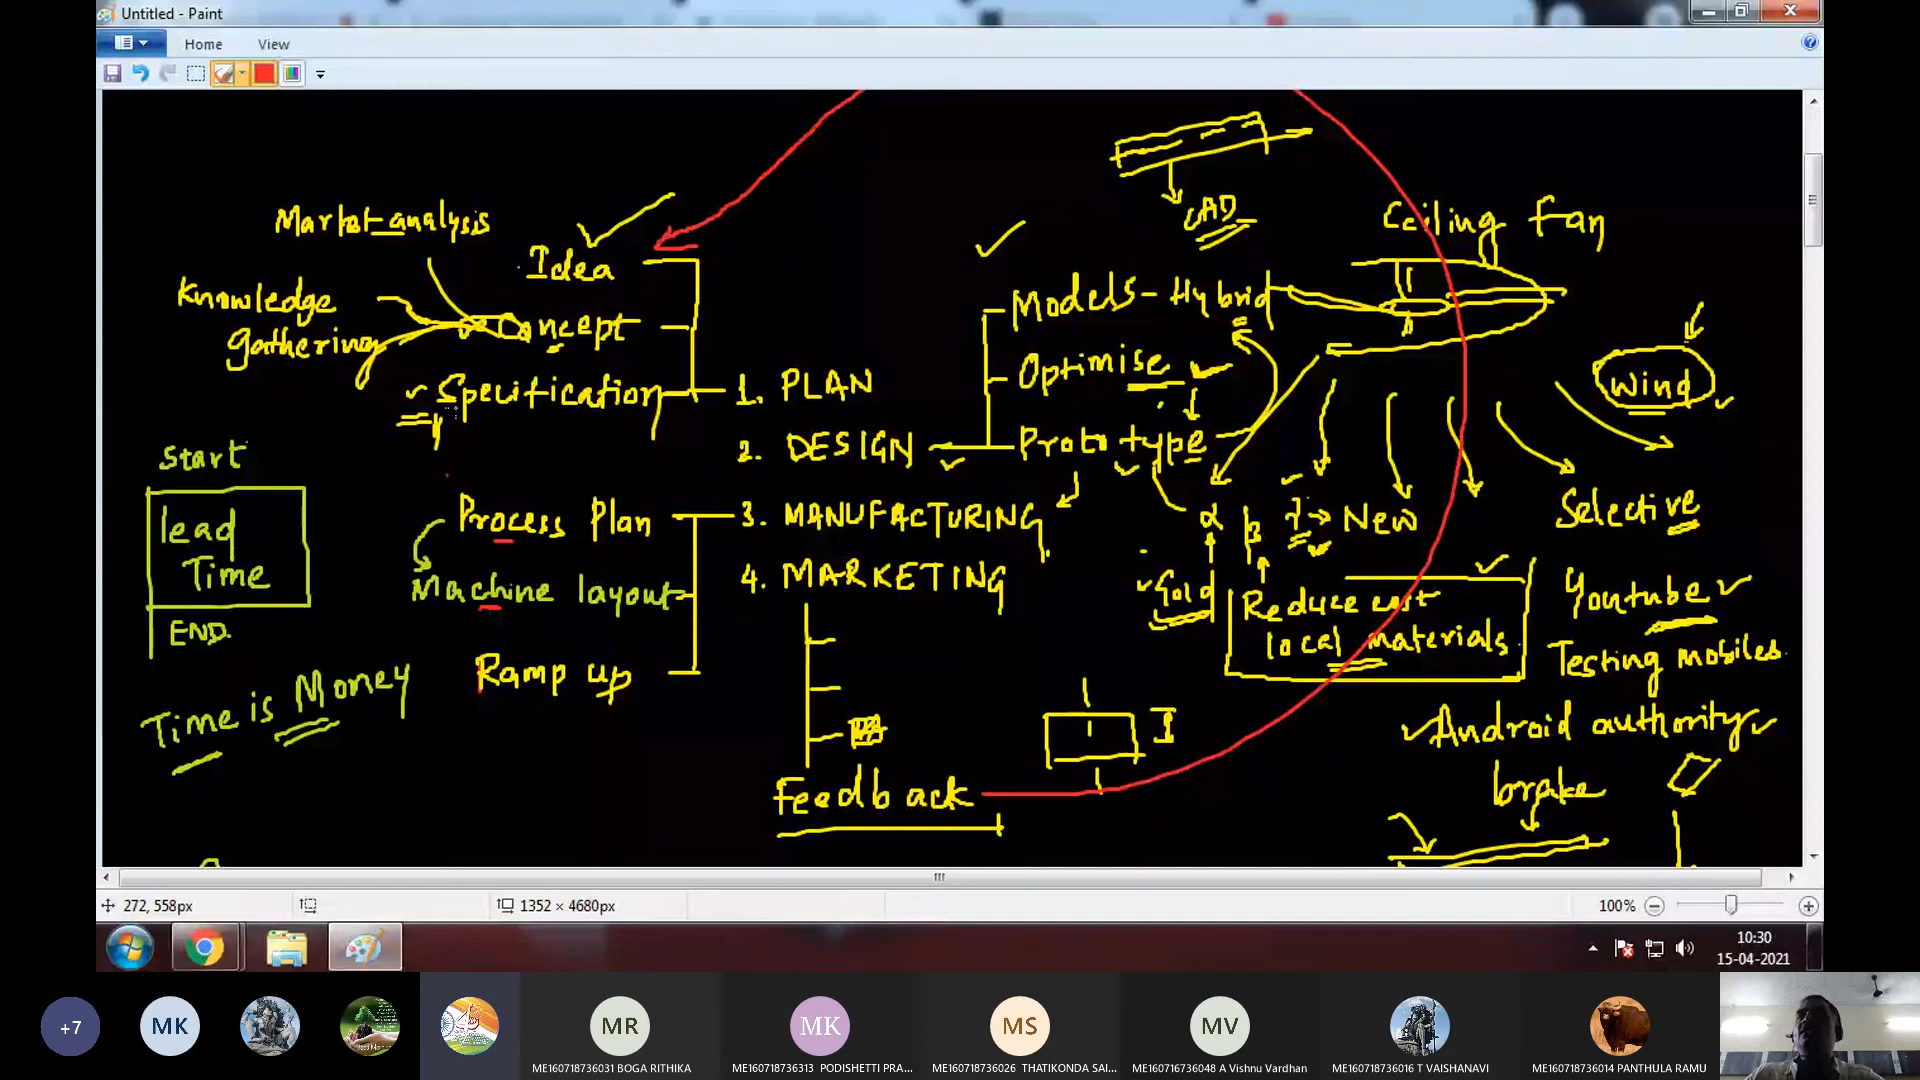 Untitled - Paint
Home View
CAD
Ceiling Fan
Market analysis
Idea
Knowledge gathering
Concept
Specification
Models - Hybrid
Optimise
Prototype
Wind
1. PLAN
2. DESIGN
3. MANUFACTURING
4. MARKETING
Start
lead
Time
END
Process Plan
Machine layout
Ramp up
Time is Money
α β γ → New
Gold
Reduce cost
local materials
Selective
Youtube
Testing mobiles
Android authority
brake
Feedback
I
272, 558px
1352 × 4680px
100%
10:30
15-04-2021
+7
MK
MR
MK
MS
MV
ME160718736031 BOGA RITHIKA
ME160718736313 PODISHETTI PRA...
ME160718736026 THATIKONDA SAI...
ME160716736048 A Vishnu Vardhan
ME160718736016 T VAISHANAVI
ME160718736014 PANTHULA RAMU